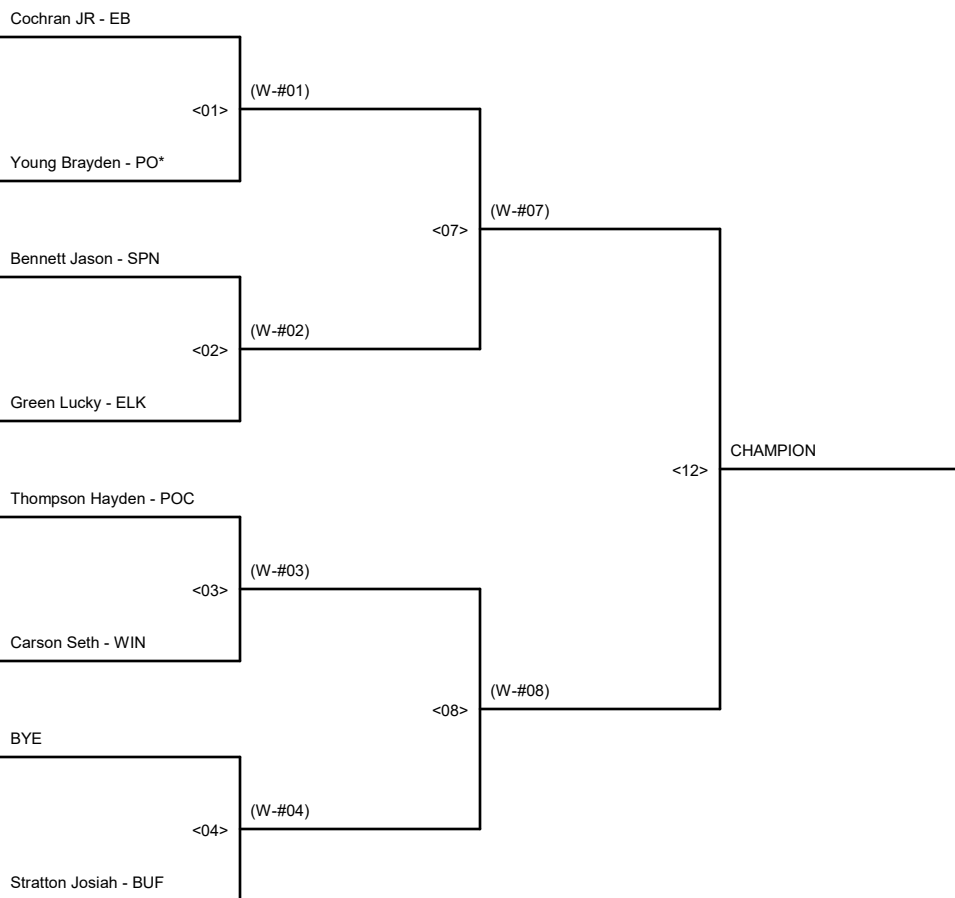 Cochran JR - EB
(W-#01)
<01>
Young Brayden - PO*
(W-#07)
<07>
Bennett Jason - SPN
(W-#02)
<02>
Green Lucky - ELK
CHAMPION
<12>
Thompson Hayden - POC
(W-#03)
<03>
Carson Seth - WIN
(W-#08)
<08>
BYE
(W-#04)
<04>
Stratton Josiah - BUF